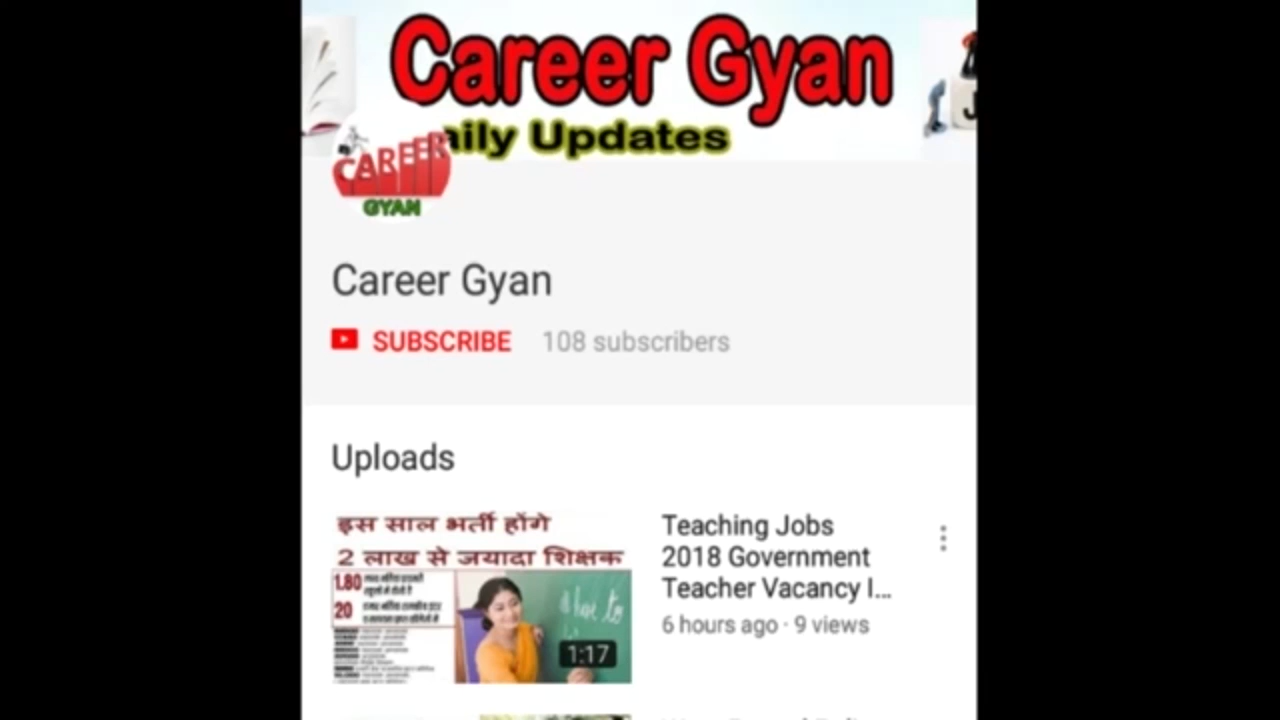 Career Gyan
aily Updates
CAREER
GYAN
Career Gyan
SUBSCRIBE 108 subscribers
Uploads
इस साल भर्ती होंगे
2 लाख से जयादा शिक्षक
1.80
20
1:17
Teaching Jobs
2018 Government
Teacher Vacancy I...
6 hours ago · 9 views